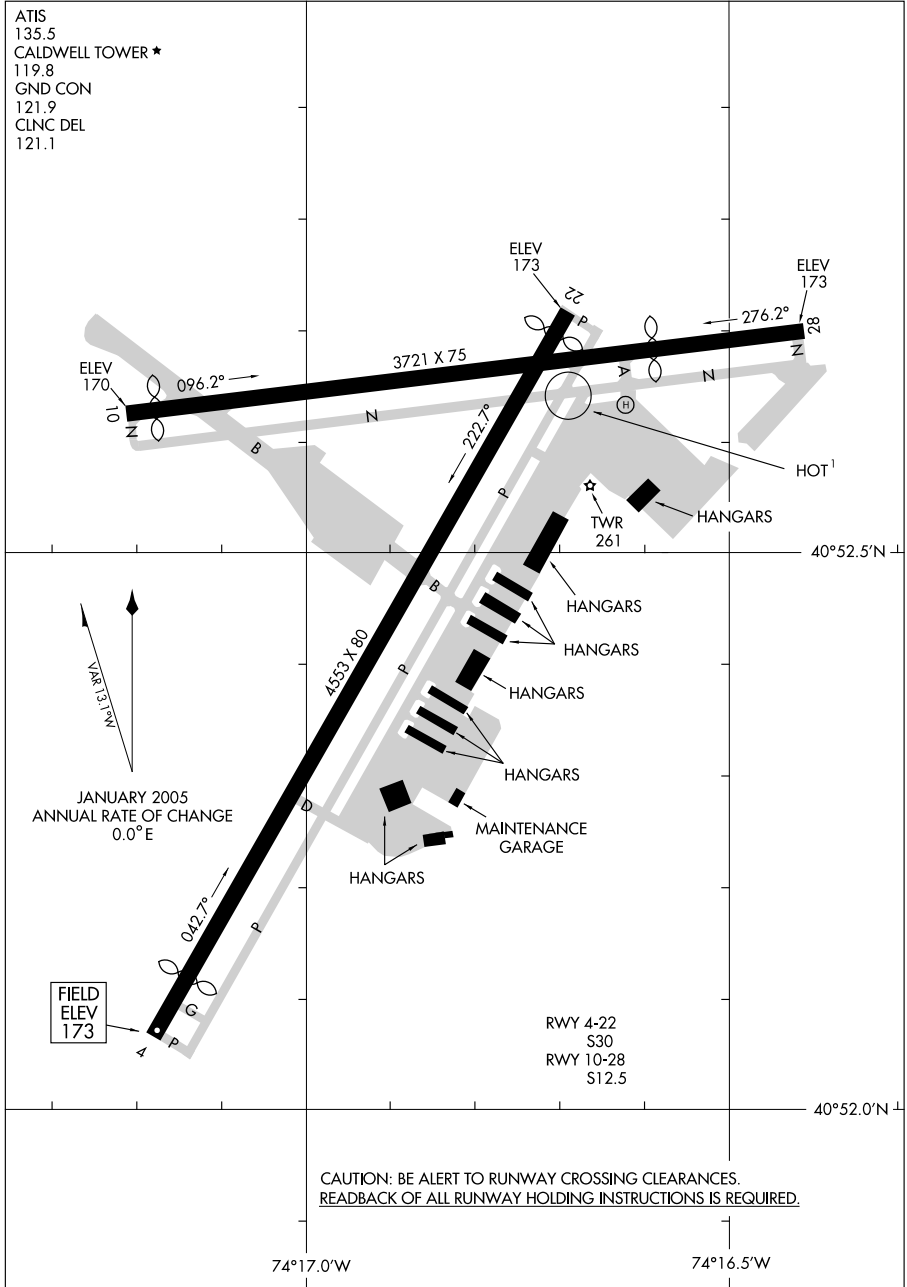 ATIS
135.5
CALDWELL TOWER ★
119.8
GND CON
121.9
CLNC DEL
121.1
ELEV
173
22
P
ELEV
173
276.2°
28
N
3721 X 75
A
N
ELEV
170
096.2°
10
N
N
B
H
222.7°
HOT 1
P
TWR
261
HANGARS
40°52.5'N
HANGARS
B
HANGARS
4553 X 80
P
HANGARS
VAR 13.1°W
HANGARS
JANUARY 2005
ANNUAL RATE OF CHANGE
0.0° E
D
MAINTENANCE
GARAGE
HANGARS
042.7°
P
FIELD
ELEV
173
G
4
P
RWY 4-22
S30
RWY 10-28
S12.5
40°52.0'N
CAUTION: BE ALERT TO RUNWAY CROSSING CLEARANCES.
READBACK OF ALL RUNWAY HOLDING INSTRUCTIONS IS REQUIRED.
74°17.0'W
74°16.5'W